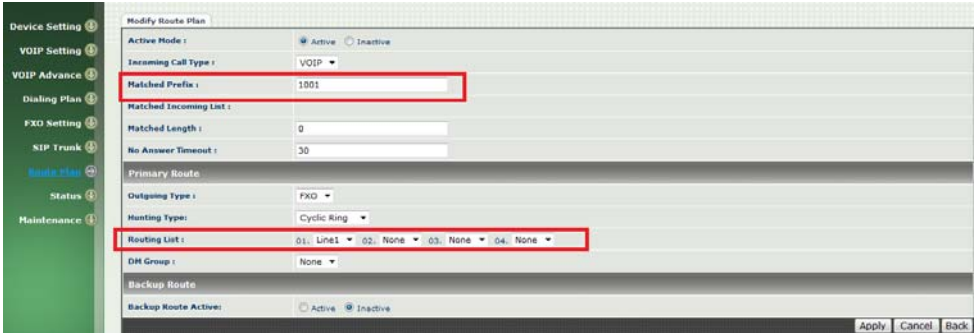 Device Setting
VOIP Setting
VOIP Advance
Dialing Plan
FXO Setting
SIP Trunk
Route Plan
Status
Maintenance
Modify Route Plan
Active Mode : Active Inactive
Incoming Call Type : VOIP
Matched Prefix : 1001
Matched Incoming List :
Matched Length : 0
No Answer Timeout : 30
Primary Route
Outgoing Type : FXO
Hunting Type: Cyclic Ring
Routing List : 01. Line1 02. None 03. None 04. None
DM Group : None
Backup Route
Backup Route Active: Active Inactive
Apply Cancel Back